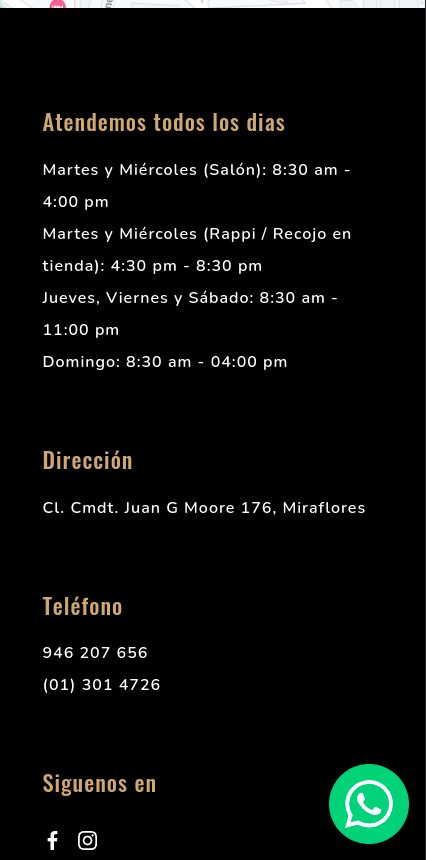 Atendemos todos los dias
Martes y Miércoles (Salón): 8:30 am -
4:00 pm
Martes y Miércoles (Rappi / Recojo en
tienda): 4:30 pm - 8:30 pm
Jueves, Viernes y Sábado: 8:30 am -
11:00 pm
Domingo: 8:30 am - 04:00 pm
Dirección
Cl. Cmdt. Juan G Moore 176, Miraflores
Teléfono
946 207 656
(01) 301 4726
Siguenos en